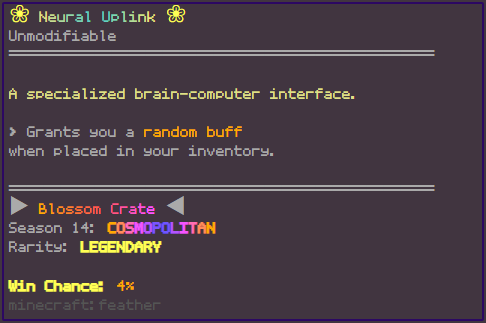 ❀ Neural Uplink ❀
Unmodifiable
A specialized brain-computer interface.
> Grants you a random buff
when placed in your inventory.
▶ Blossom Crate ◀
Season 14: COSMOPOLITAN
Rarity: LEGENDARY
Win Chance: 4%
minecraft:feather